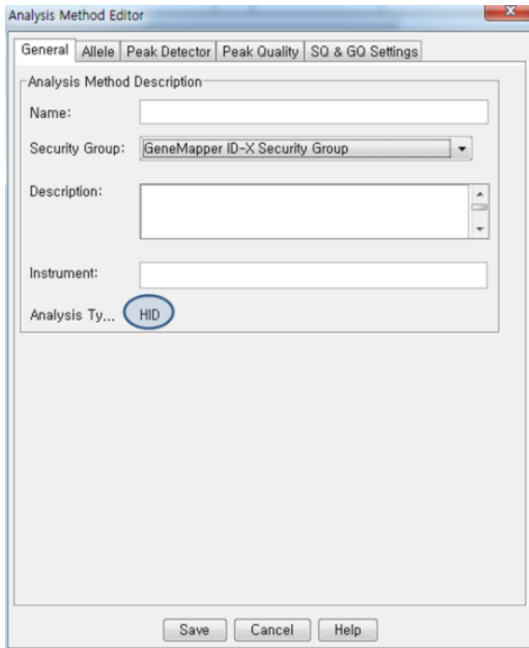 Analysis Method Editor
General Allele Peak Detector Peak Quality SQ & GQ Settings
Analysis Method Description
Name:
Security Group: GeneMapper ID-X Security Group
Description:
Instrument:
Analysis Ty... HID
Save Cancel Help